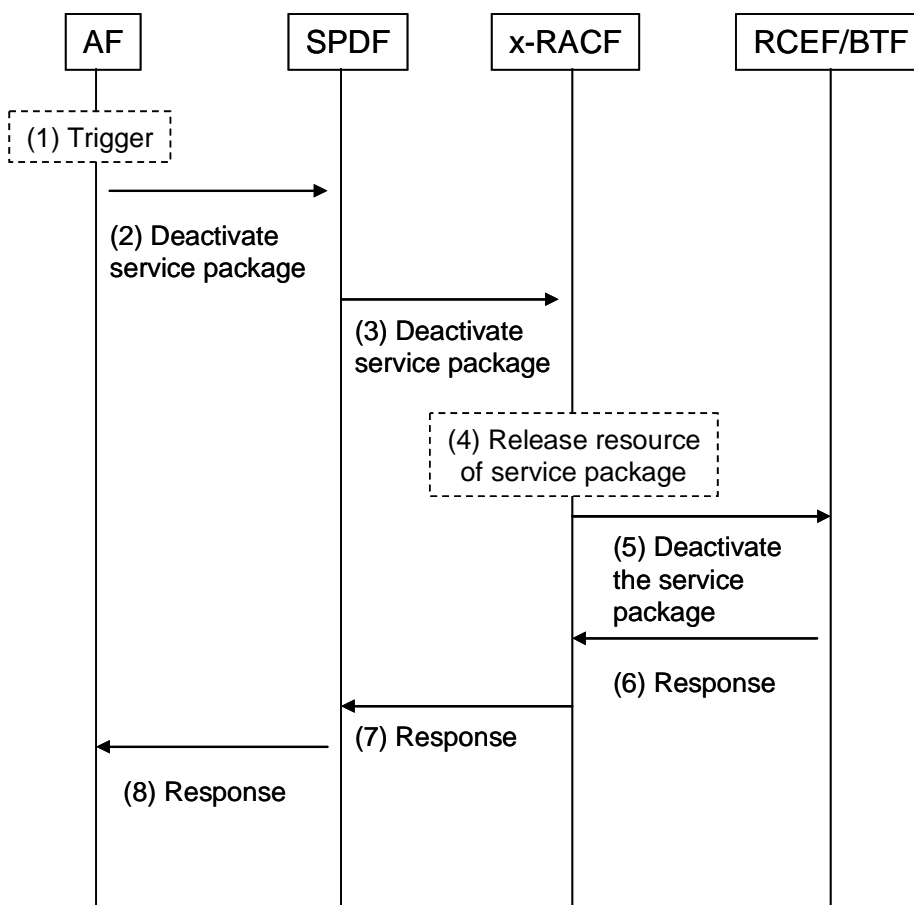 AF
SPDF
x-RACF
RCEF/BTF
(1) Trigger
(2) Deactivate
service package
(3) Deactivate
service package
(4) Release resource
of service package
(5) Deactivate
the service
package
(6) Response
(7) Response
(8) Response